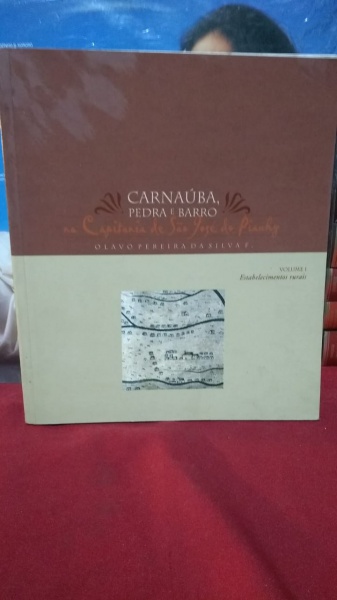 CARNAÚBA,
PEDRA E BARRO
na Capitania de São José do Piauhy
OLAVO PEREIRA DA SILVA F.
VOLUME I
Estabelecimentos rurais